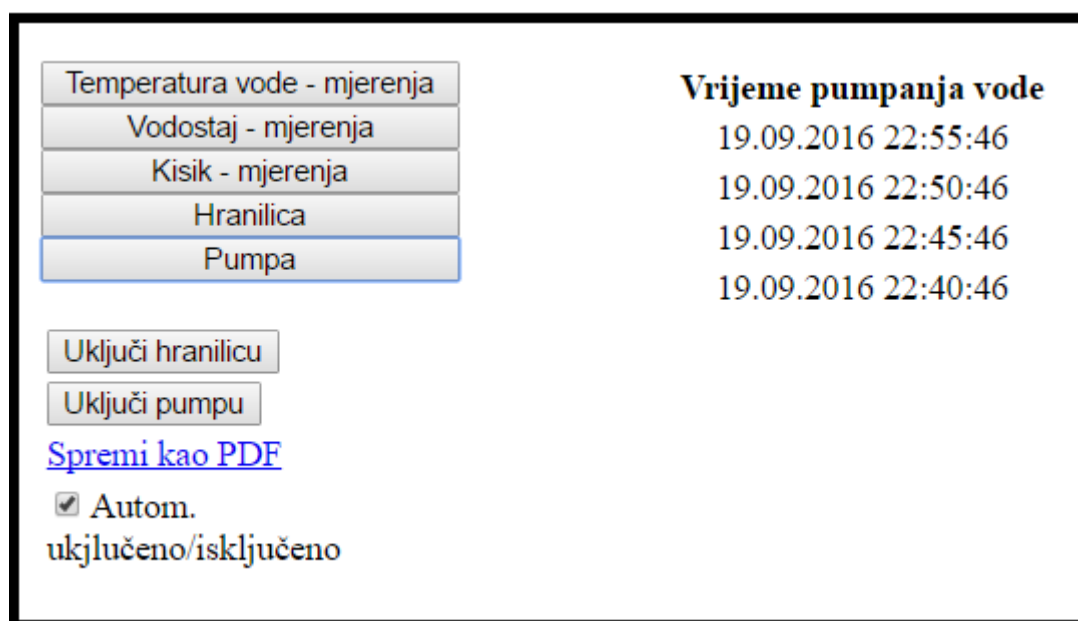 Temperatura vode - mjerenja
Vodostaj - mjerenja
Kisik - mjerenja
Hranilica
Pumpa
Uključi hranilicu
Uključi pumpu
Spremi kao PDF
Autom.
ukjlučeno/isključeno
Vrijeme pumpanja vode
19.09.2016 22:55:46
19.09.2016 22:50:46
19.09.2016 22:45:46
19.09.2016 22:40:46